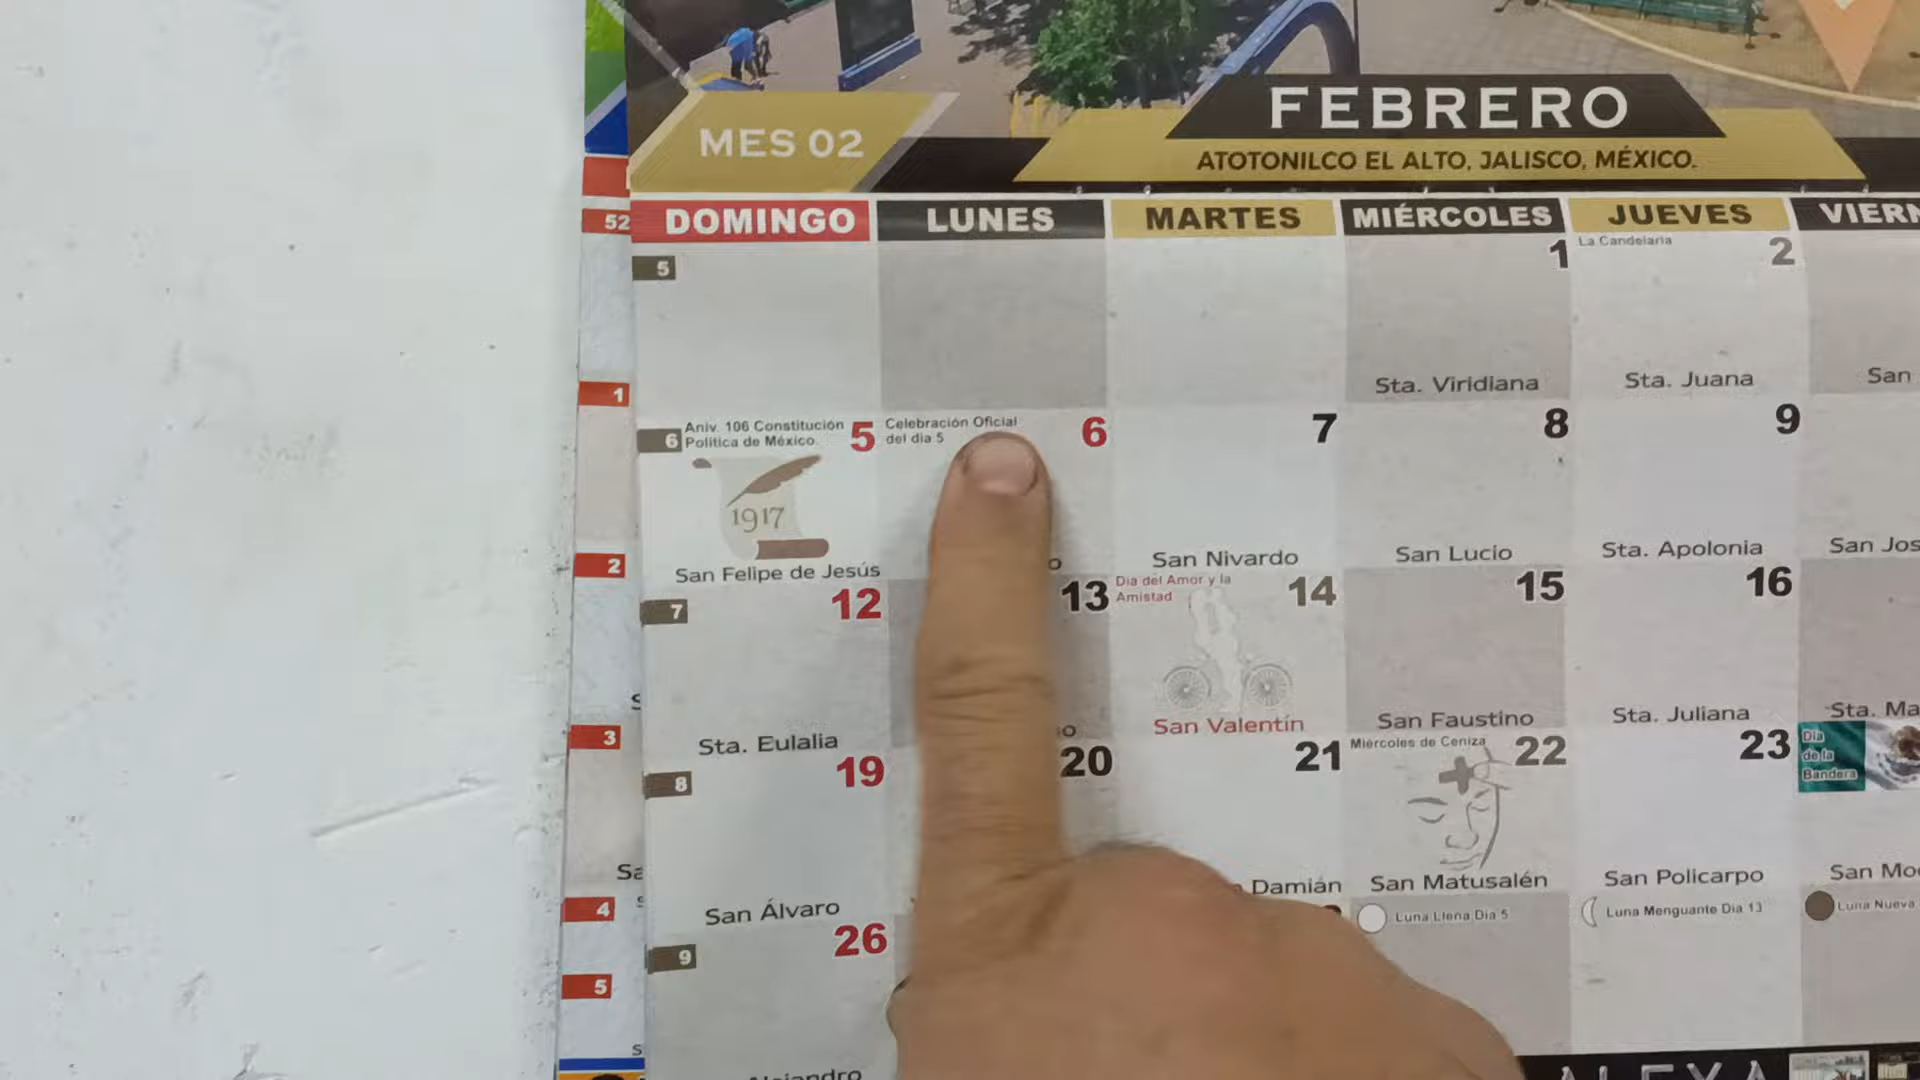 MES 02
FEBRERO
ATOTONILCO EL ALTO, JALISCO, MÉXICO.
52
DOMINGO LUNES MARTES MIÉRCOLES JUEVES
5
1
La Candelaria
2
Sta. Viridiana
Sta. Juana
San
1
6
Aniv. 106 Constitución
Política de México
5
Celebración Oficial
del día 5
6
7
8
9
1917
San Felipe de Jesús
San Nivardo
San Lucio
Sta. Apolonia
2
7
12
13
Día del Amor y la
Amistad
14
15
16
Sta. Eulalia
San Valentín
San Faustino
Sta. Juliana
3
8
19
20
21
Miércoles de Ceniza
22
23
Día
de la
Bandera
San Álvaro
Damián
San Matusalén
San Policarpo
4
9
26
Luna Llena Día 5
Luna Menguante Día 13
Luna Nueva
5